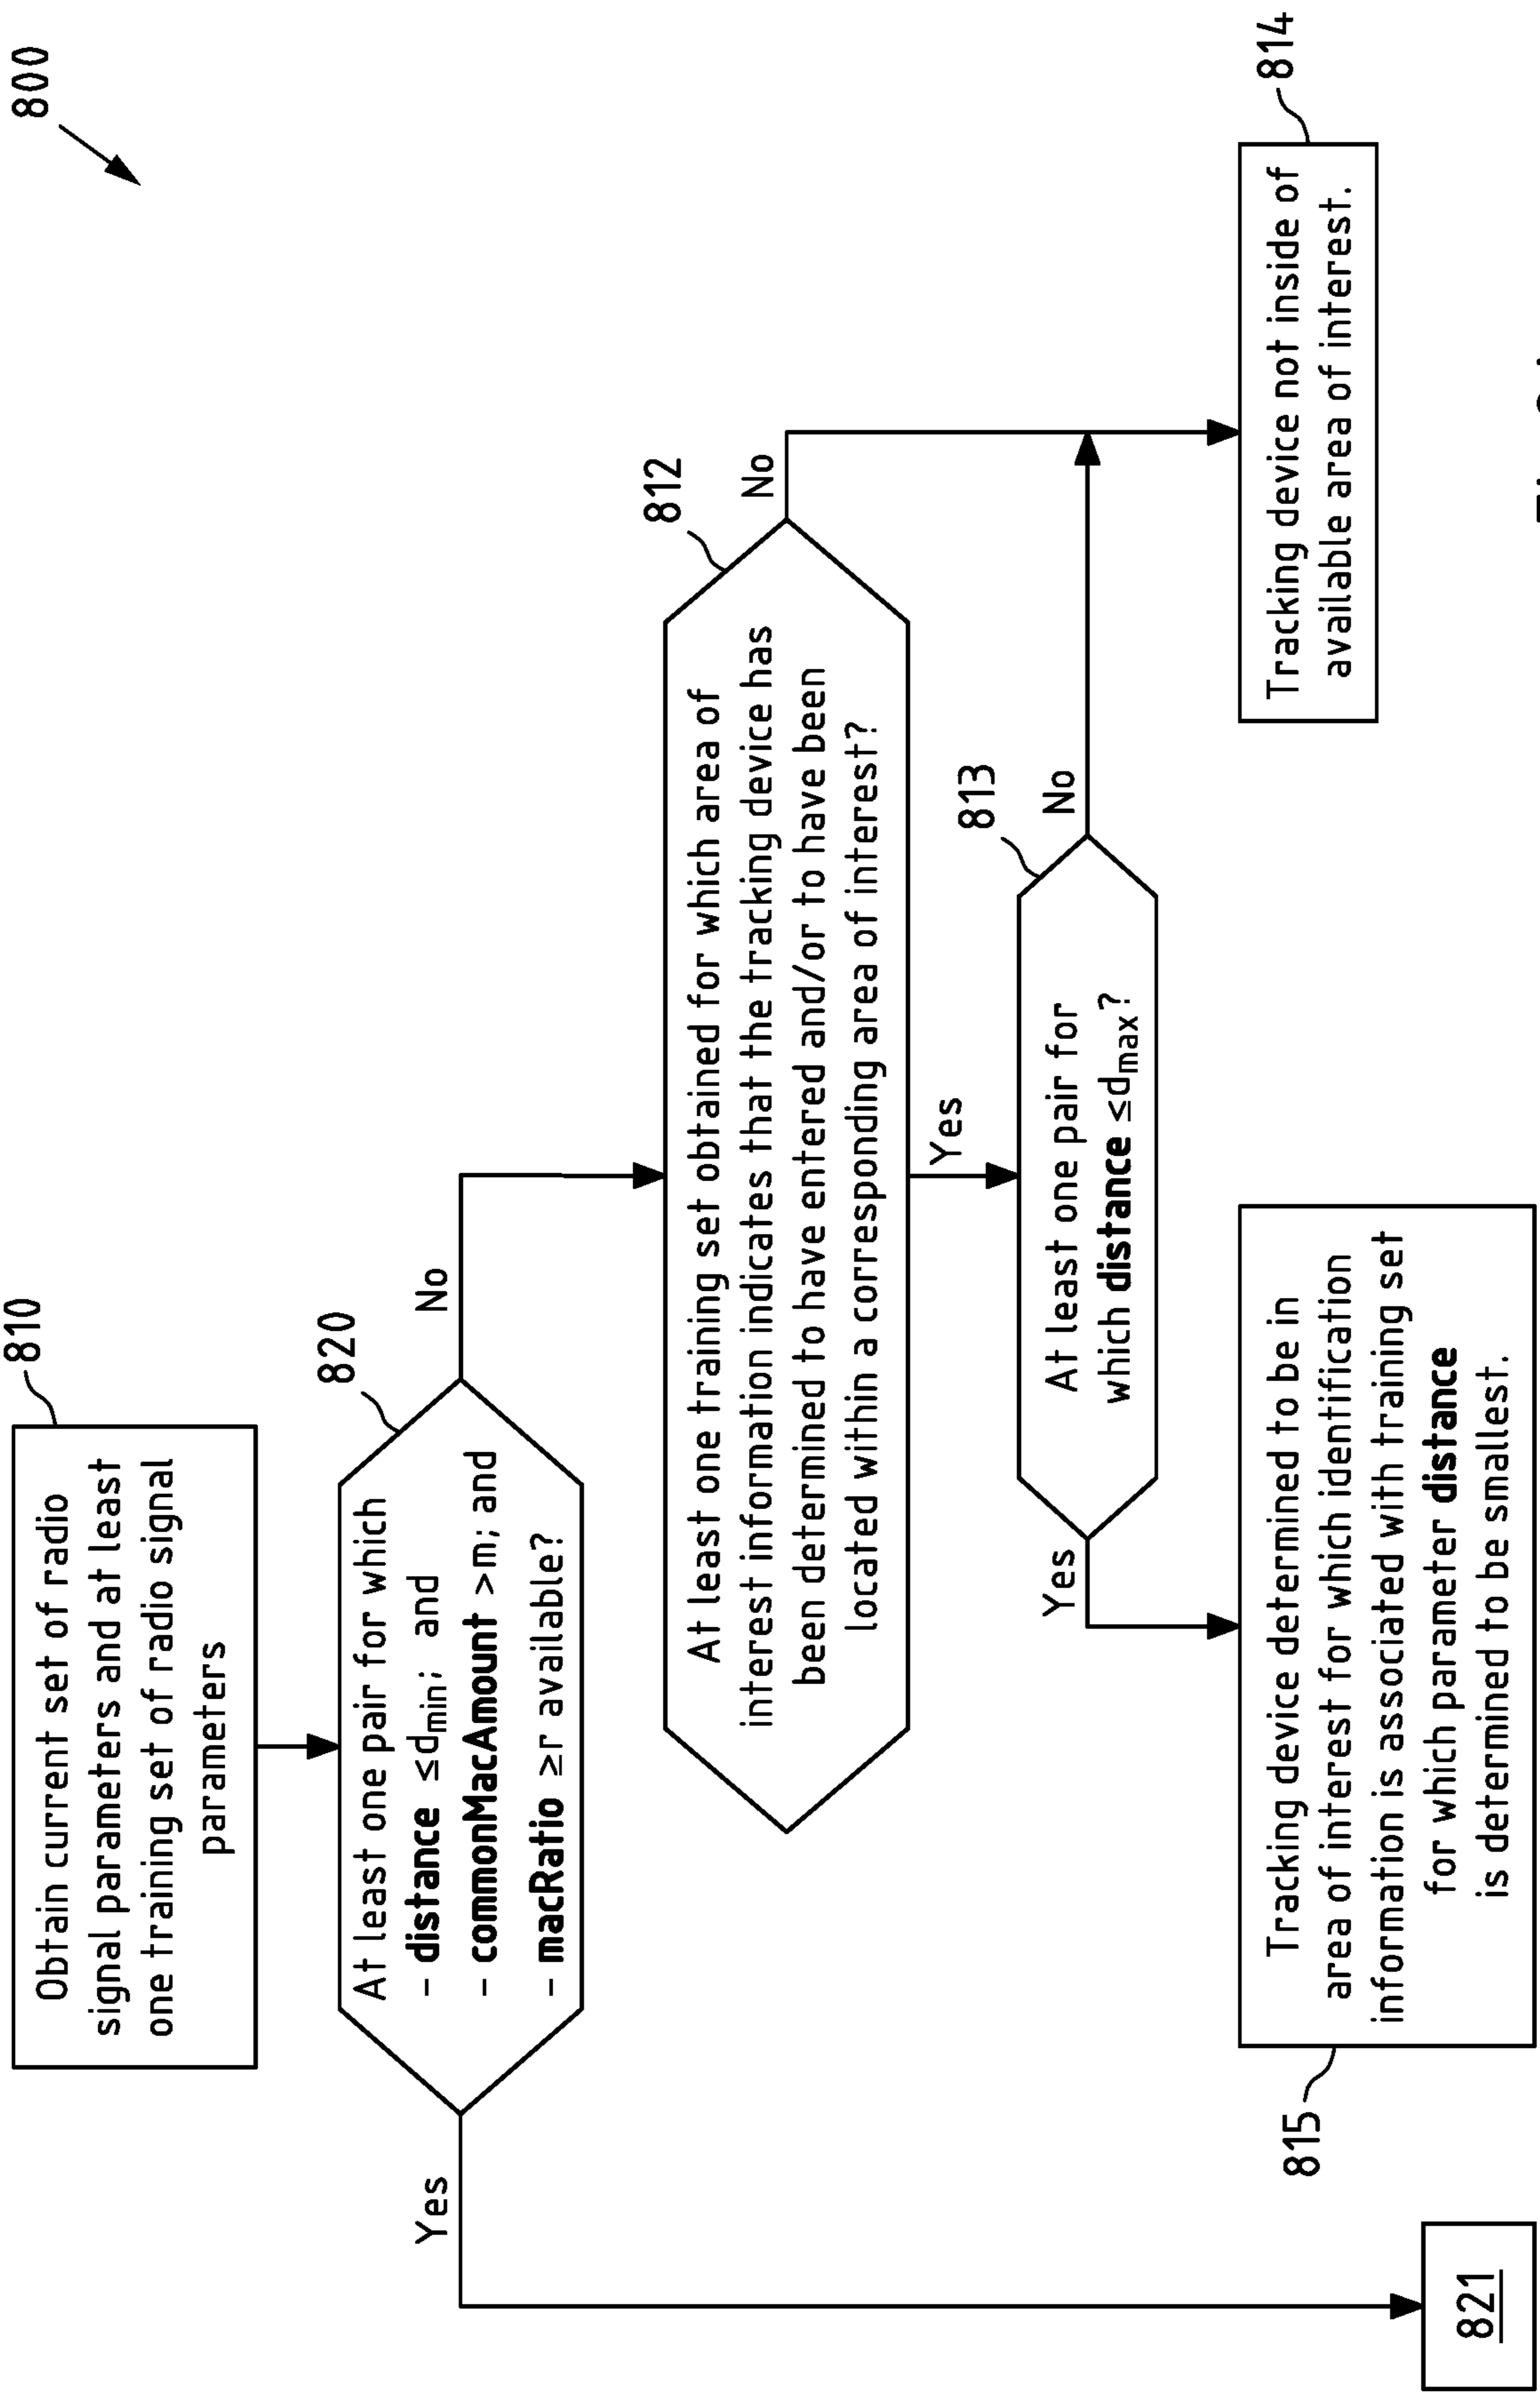 800
810
Obtain current set of radio
signal parameters and at least
one training set of radio signal
parameters
820
At least one pair for which
- distance ≤dmin; and
- commonMacAmount >m; and
- macRatio ≥r available?
Yes
No
812
At least one training set obtained for which area of
interest information indicates that the tracking device has
been determined to have entered and/or to have been
located within a corresponding area of interest?
No
Yes
813
At least one pair for
which distance ≤dmax?
Yes
No
821
815
Tracking device determined to be in
area of interest for which identification
information is associated with training set
for which parameter distance
is determined to be smallest.
814
Tracking device not inside of
available area of interest.